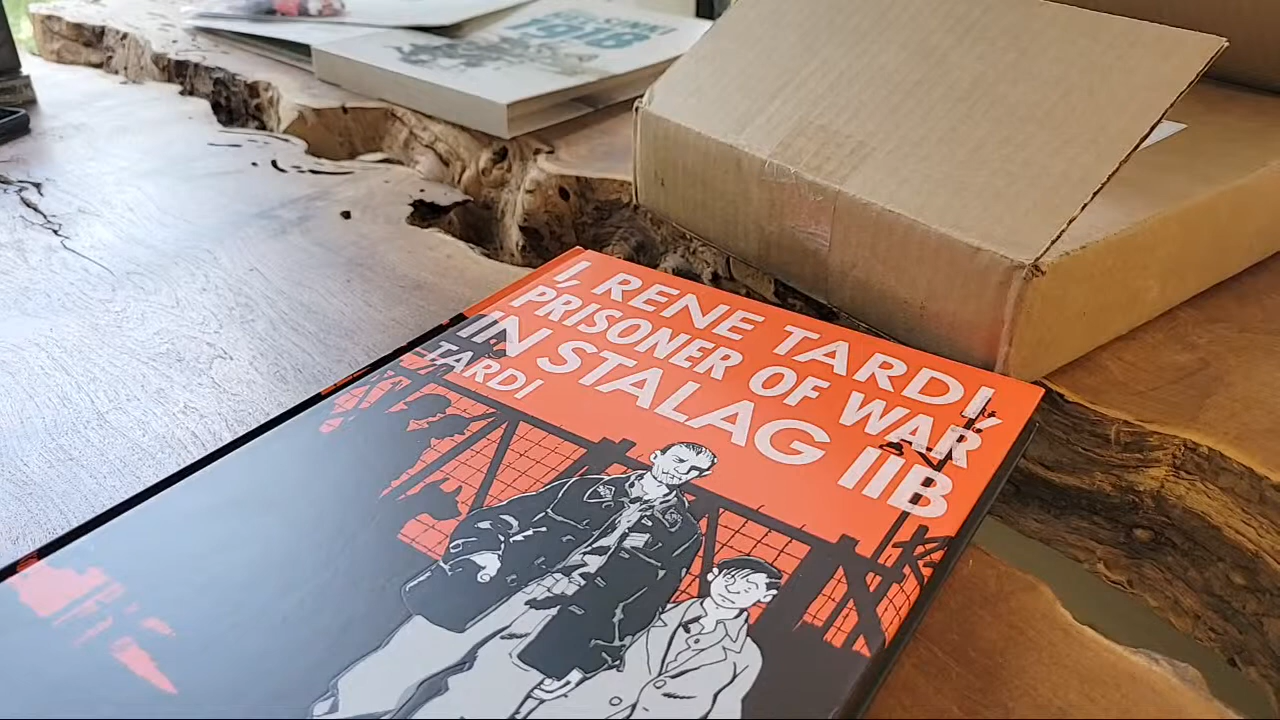 1918
I, RENE TARDI,
PRISONER OF WAR
IN STALAG IIB
TARDI